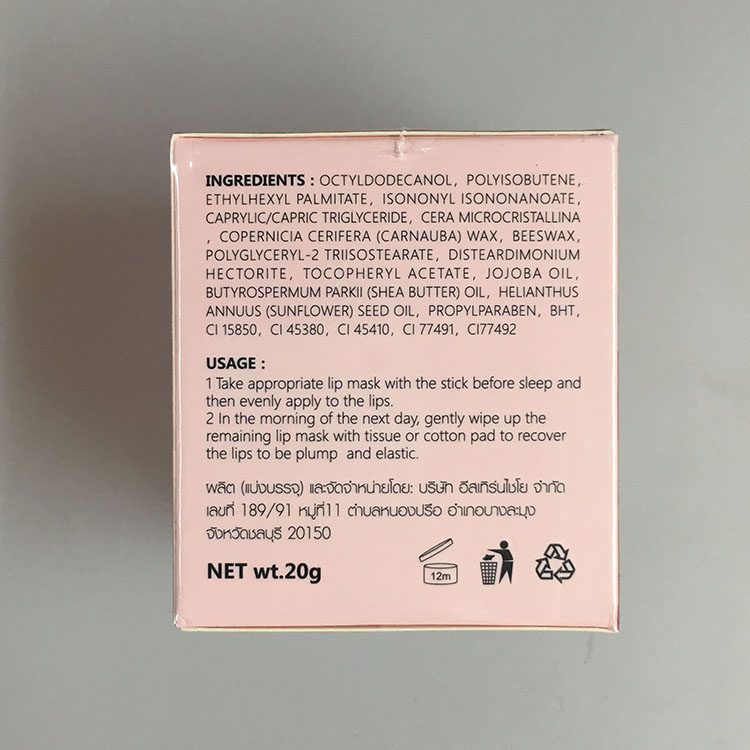 INGREDIENTS : OCTYLDODECANOL, POLYISOBUTENE,
ETHYLHEXYL PALMITATE, ISONONYL ISONONANOATE,
CAPRYLIC/CAPRIC TRIGLYCERIDE, CERA MICROCRISTALLINA
, COPERNICIA CERIFERA (CARNAUBA) WAX, BEESWAX,
POLYGLYCERYL-2 TRIISOSTEARATE, DISTEARDIMONIUM
HECTORITE, TOCOPHERYL ACETATE, JOJOBA OIL,
BUTYROSPERMUM PARKII (SHEA BUTTER) OIL, HELIANTHUS
ANNUUS (SUNFLOWER) SEED OIL, PROPYLPARABEN, BHT,
CI 15850, CI 45380, CI 45410, CI 77491, CI77492
USAGE :
1 Take appropriate lip mask with the stick before sleep and
then evenly apply to the lips.
2 In the morning of the next day, gently wipe up the
remaining lip mask with tissue or cotton pad to recover
the lips to be plump and elastic.
ผลิต (แบ่งบรรจุ) และจัดจำหน่ายโดย: บริษัท อีสเทิร์นไชโย จำกัด
เลขที่ 189/91 หมู่ที่11 ตำบลหนองปรือ อำเภอบางละมุง
จังหวัดชลบุรี 20150
NET wt.20g
12m